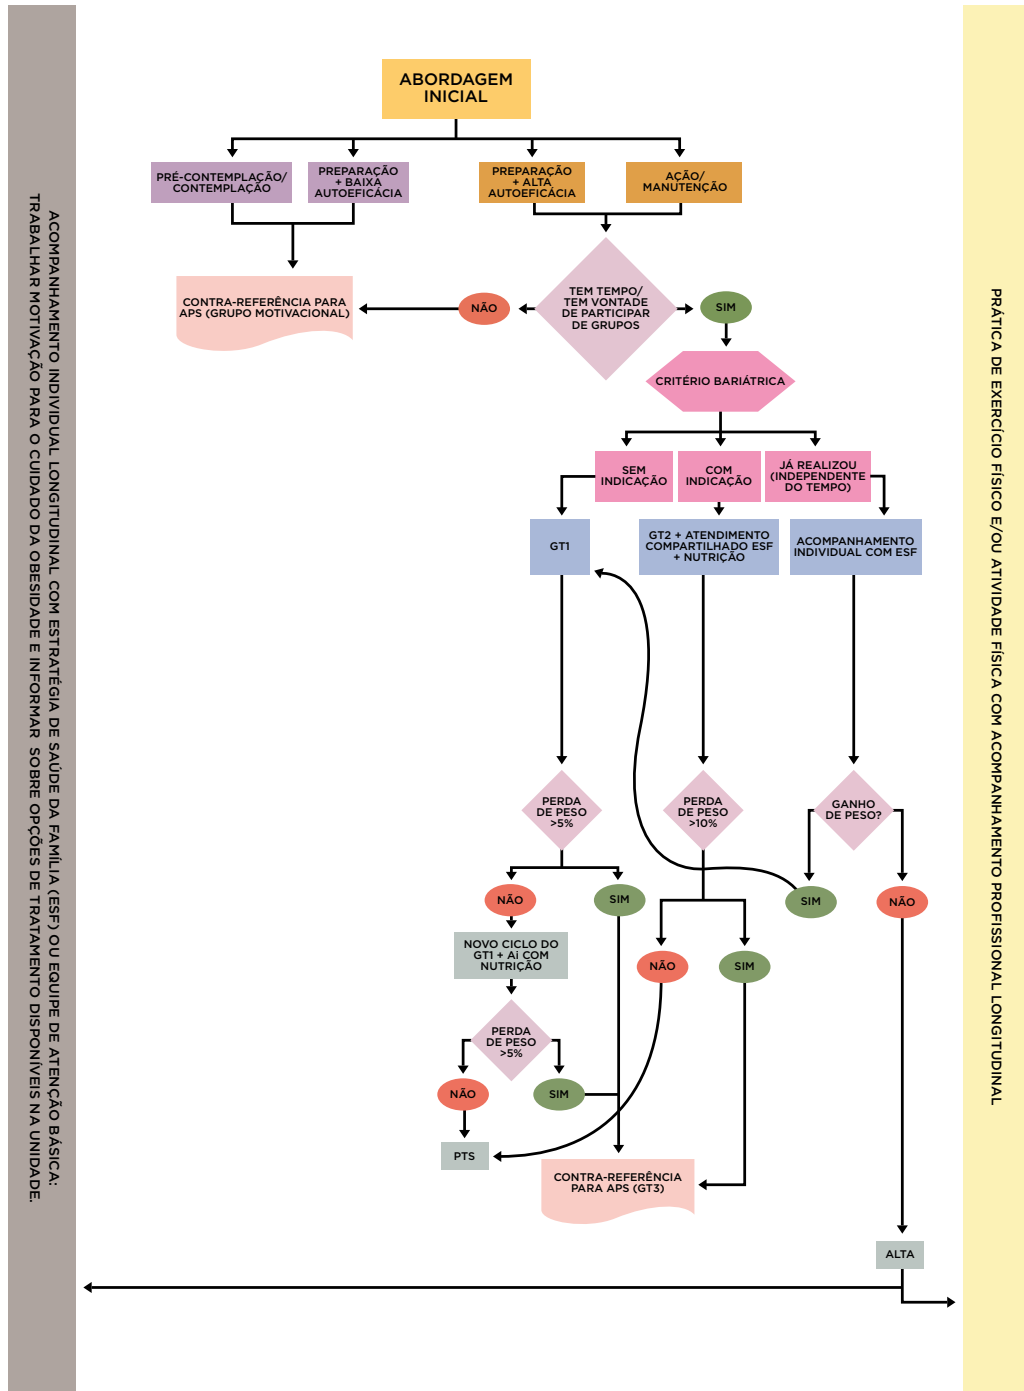 ACOMPANHAMENTO INDIVIDUAL LONGITUDINAL COM ESTRATÉGIA DE SAÚDE DA FAMÍLIA (ESF) OU EQUIPE DE ATENÇÃO BÁSICA:
TRABALHAR MOTIVAÇÃO PARA O CUIDADO DA OBESIDADE E INFORMAR SOBRE OPÇÕES DE TRATAMENTO DISPONÍVEIS NA UNIDADE.
ABORDAGEM
INICIAL
PRÉ-CONTEMPLAÇÃO/
CONTEMPLAÇÃO
PREPARAÇÃO
+ BAIXA
AUTOEFICÁCIA
PREPARAÇÃO
+ ALTA
AUTOEFICÁCIA
AÇÃO/
MANUTENÇÃO
CONTRA-REFERÊNCIA PARA
APS (GRUPO MOTIVACIONAL)
NÃO
TEM TEMPO/
TEM VONTADE
DE PARTICIPAR
DE GRUPOS
SIM
CRITÉRIO BARIÁTRICA
SEM
INDICAÇÃO
COM
INDICAÇÃO
JÁ REALIZOU
(INDEPENDENTE
DO TEMPO)
GT1
GT2 + ATENDIMENTO
COMPARTILHADO ESF
+ NUTRIÇÃO
ACOMPANHAMENTO
INDIVIDUAL COM ESF
PERDA
DE PESO
>5%
PERDA
DE PESO
>10%
GANHO
DE PESO?
NÃO
SIM
SIM
NÃO
NOVO CICLO DO
GT1 + Ai COM
NUTRIÇÃO
NÃO
SIM
PERDA
DE PESO
>5%
NÃO
SIM
PTS
CONTRA-REFERÊNCIA
PARA APS (GT3)
ALTA
PRÁTICA DE EXERCÍCIO FÍSICO E/OU ATIVIDADE FÍSICA COM ACOMPANHAMENTO PROFISSIONAL LONGITUDINAL